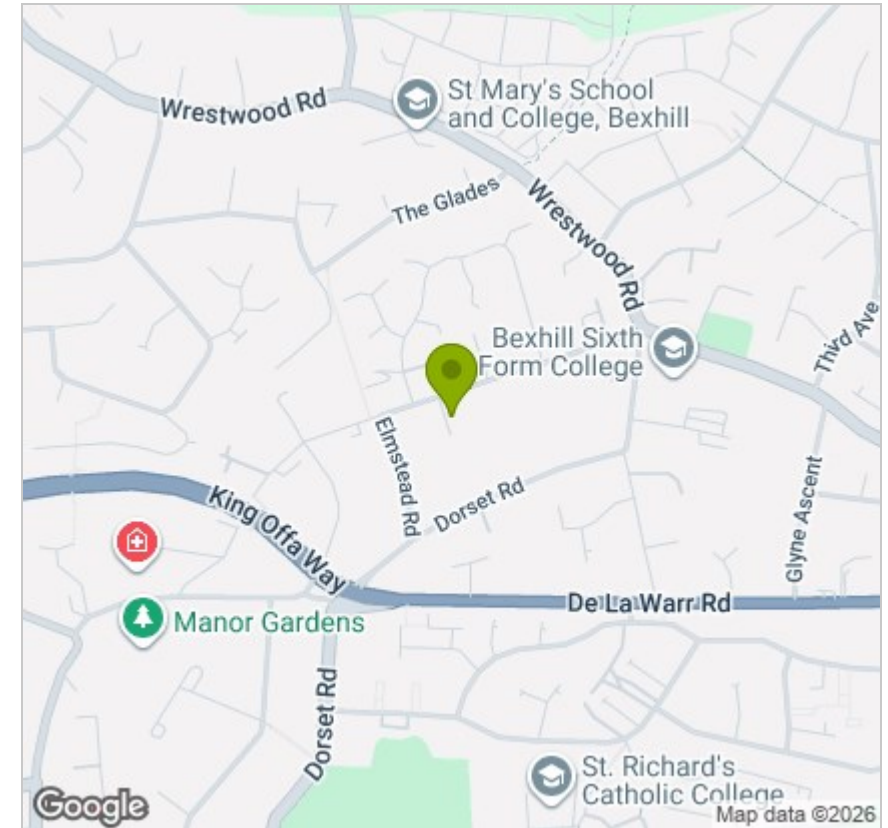 Wrestwood Rd
St Mary's School
and College, Bexhill
The Glades
Wrestwood Rd
Bexhill Sixth
Form College
Third Ave
Elmstead Rd
Dorset Rd
Glyne Ascent
King Offa Way
De La Warr Rd
Manor Gardens
Dorset Rd
St. Richard's
Catholic College
Google
Map data ©2026